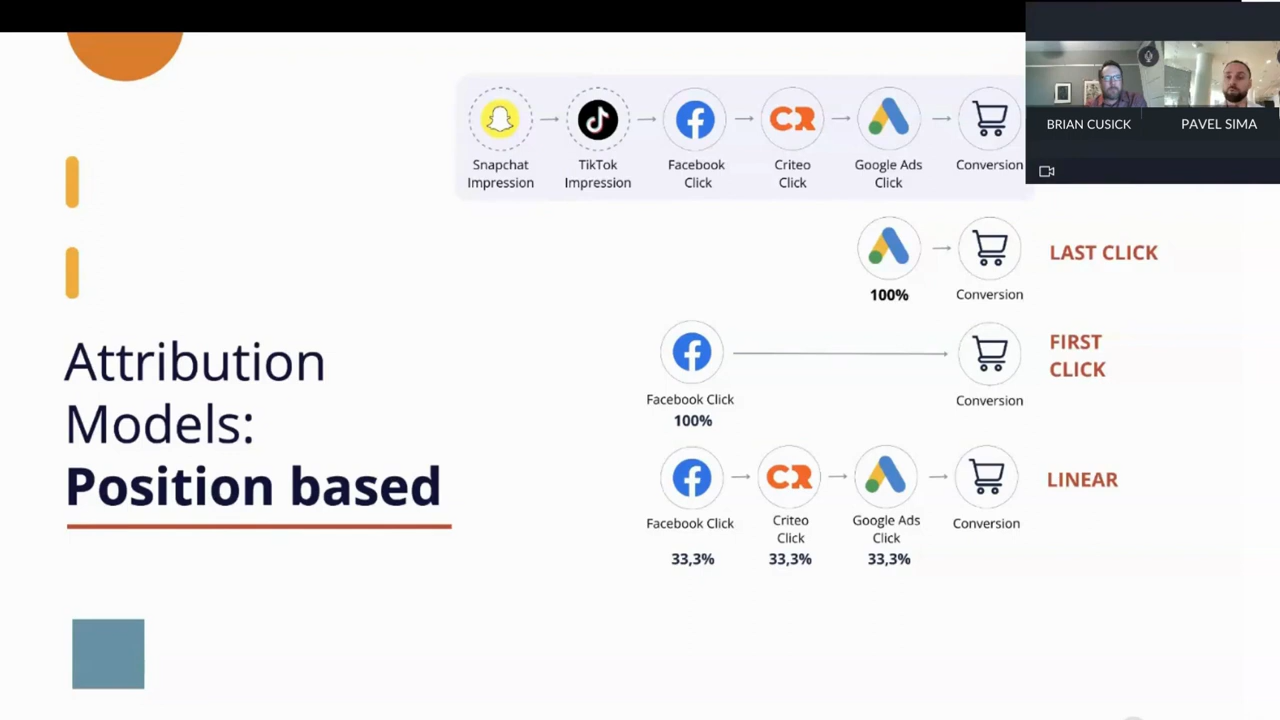 BRIAN CUSICK
PAVEL SIMA
Snapchat
Impression
TikTok
Impression
Facebook
Click
CR
Criteo
Click
Google Ads
Click
Conversion
100%
Conversion
LAST CLICK
Facebook Click
100%
Conversion
FIRST
CLICK
Attribution
Models:
Position based
CR
Facebook Click
33,3%
Criteo
Click
33,3%
Google Ads
Click
33,3%
Conversion
LINEAR